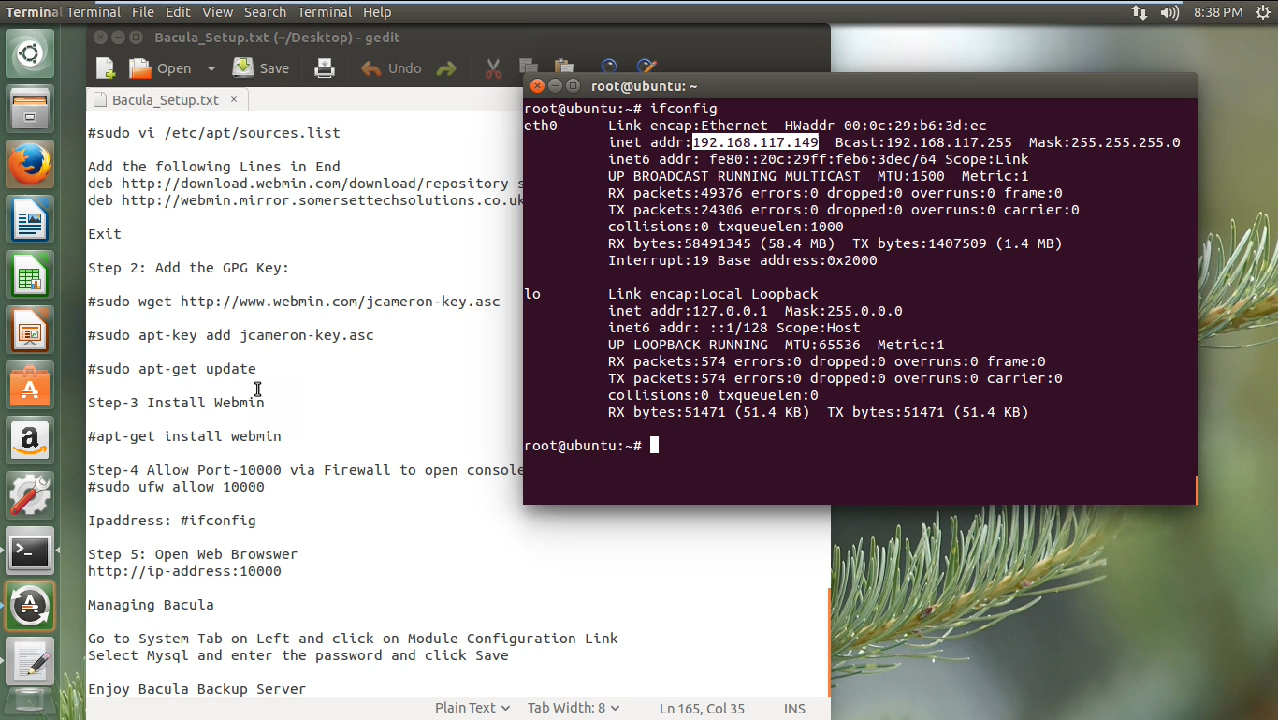 Terminal Terminal File Edit View Search Terminal Help 8:38 PM
Bacula_Setup.txt (~/Desktop) - gedit
Open Save Undo
Bacula_Setup.txt ×
#sudo vi /etc/apt/sources.list
Add the following Lines in End
deb http://download.webmin.com/download/repository s
deb http://webmin.mirror.somersettechsolutions.co.uk
Exit
Step 2: Add the GPG Key:
#sudo wget http://www.webmin.com/jcameron-key.asc
#sudo apt-key add jcameron-key.asc
#sudo apt-get update
Step-3 Install Webmin
#apt-get install webmin
Step-4 Allow Port-10000 via Firewall to open console
#sudo ufw allow 10000
Ipaddress: #ifconfig
Step 5: Open Web Browswer
http://ip-address:10000
Managing Bacula
Go to System Tab on Left and click on Module Configuration Link
Select Mysql and enter the password and click Save
Enjoy Bacula Backup Server
Plain Text Tab Width: 8 Ln 165, Col 35 INS
root@ubuntu: ~
root@ubuntu:~# ifconfig
eth0 Link encap:Ethernet HWaddr 00:0c:29:b6:3d:ec
inet addr:192.168.117.149 Bcast:192.168.117.255 Mask:255.255.255.0
inet6 addr: fe80::20c:29ff:feb6:3dec/64 Scope:Link
UP BROADCAST RUNNING MULTICAST MTU:1500 Metric:1
RX packets:49376 errors:0 dropped:0 overruns:0 frame:0
TX packets:24306 errors:0 dropped:0 overruns:0 carrier:0
collisions:0 txqueuelen:1000
RX bytes:58491345 (58.4 MB) TX bytes:1407509 (1.4 MB)
Interrupt:19 Base address:0x2000
lo Link encap:Local Loopback
inet addr:127.0.0.1 Mask:255.0.0.0
inet6 addr: ::1/128 Scope:Host
UP LOOPBACK RUNNING MTU:65536 Metric:1
RX packets:574 errors:0 dropped:0 overruns:0 frame:0
TX packets:574 errors:0 dropped:0 overruns:0 carrier:0
collisions:0 txqueuelen:0
RX bytes:51471 (51.4 KB) TX bytes:51471 (51.4 KB)
root@ubuntu:~#